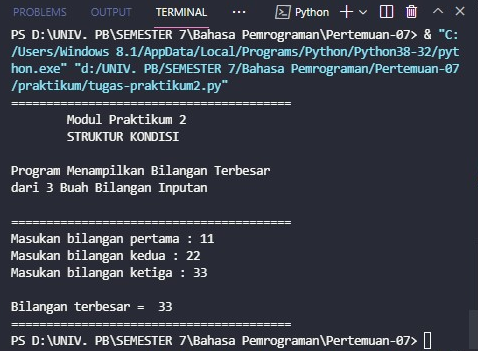 PROBLEMS OUTPUT TERMINAL ··· Python
PS D:\UNIV. PB\SEMESTER 7\Bahasa Pemrograman\Pertemuan-07> & "C:
/Users/Windows 8.1/AppData/Local/Programs/Python/Python38-32/pyt
hon.exe" "d:/UNIV. PB/SEMESTER 7/Bahasa Pemrograman/Pertemuan-07
/praktikum/tugas-praktikum2.py"
========================================
Modul Praktikum 2
STRUKTUR KONDISI
Program Menampilkan Bilangan Terbesar
dari 3 Buah Bilangan Inputan
========================================
Masukan bilangan pertama : 11
Masukan bilangan kedua : 22
Masukan bilangan ketiga : 33
Bilangan terbesar =  33
========================================
PS D:\UNIV. PB\SEMESTER 7\Bahasa Pemrograman\Pertemuan-07>